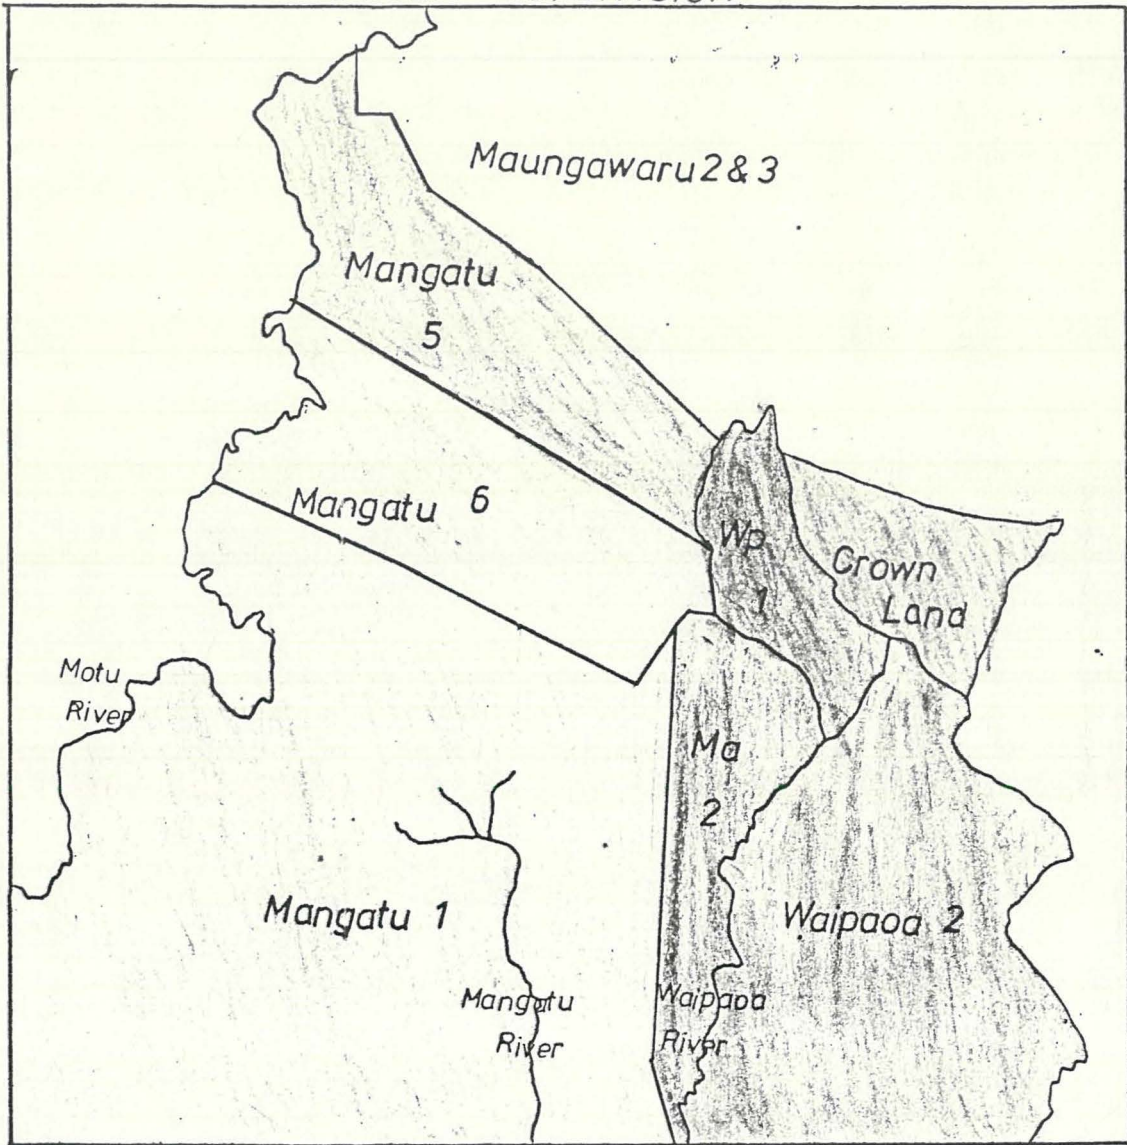 Maungawaru 2 & 3
Mangatu
5
Mangatu 6
Wp
1
Crown
Land
Motu
River
Ma
2
Mangatu 1
Waipaoa 2
Mangatu
River
Waipaoa
River